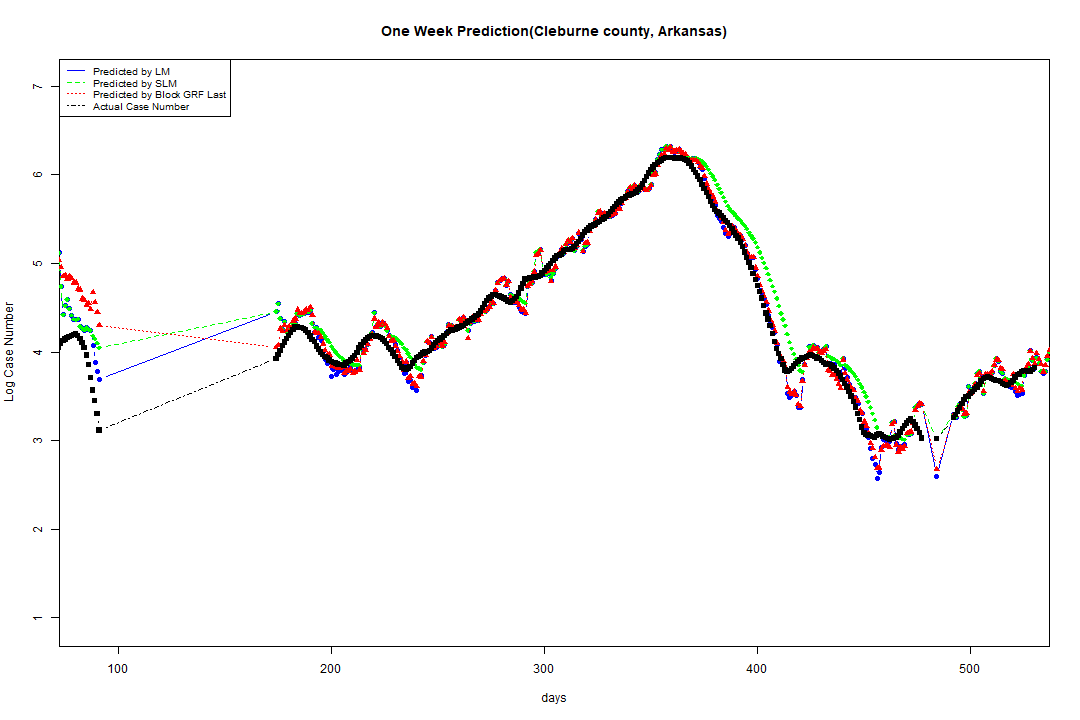 One Week Prediction(Cleburne county, Arkansas)
Predicted by LM
Predicted by SLM
Predicted by Block GRF Last
Actual Case Number
7
6
5
4
3
2
1
Log Case Number
100 200 300 400 500
days